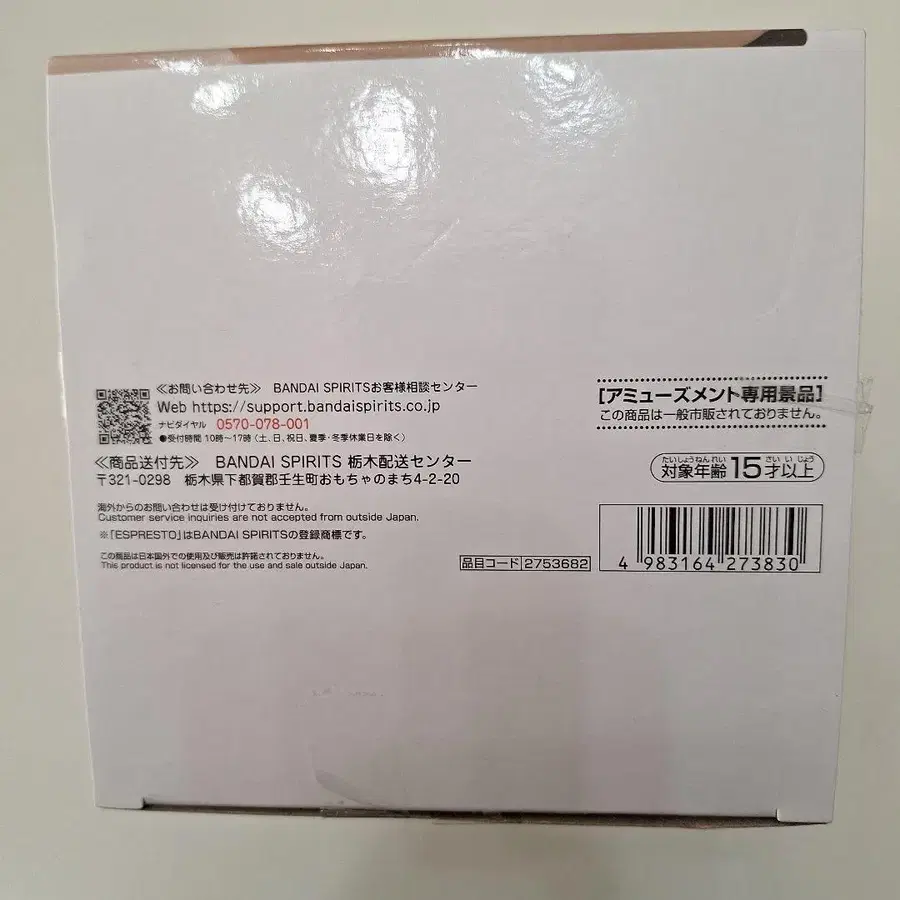 ≪お問い合わせ先≫ BANDAI SPIRITSお客様相談センター
Web https://support.bandaispirits.co.jp
ナビダイヤル 0570-078-001
●受付時間 10時~17時(土、日、祝日、夏季・冬季休業日を除く)
≪商品送付先≫ BANDAI SPIRITS 栃木配送センター
〒321-0298 栃木県下都賀郡壬生町おもちゃのまち4-2-20
海外からのお問い合わせは受け付けておりません。
Customer service inquiries are not accepted from outside Japan.
※「ESPRESTO」はBANDAI SPIRITSの登録商標です。
この商品は日本国外での使用及び販売は許諾されておりません。
This product is not licensed for the use and sale outside Japan.
品目コード 2753682
[アミューズメント専用景品]
この商品は一般市販されておりません。
たいしょうねんれい さい いじょう
対象年齢15才以上
4 983164 273830